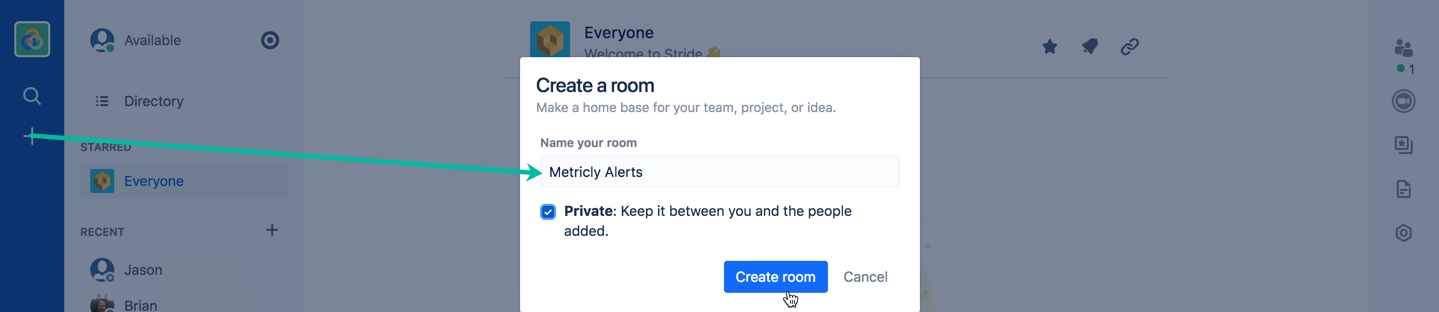 Available
Directory
STARRED
Everyone
RECENT
Jason
Brian
Everyone
Welcome to Stride 👋
Create a room
Make a home base for your team, project, or idea.
Name your room
Metricly Alerts
Private: Keep it between you and the people
added.
Create room
Cancel
1